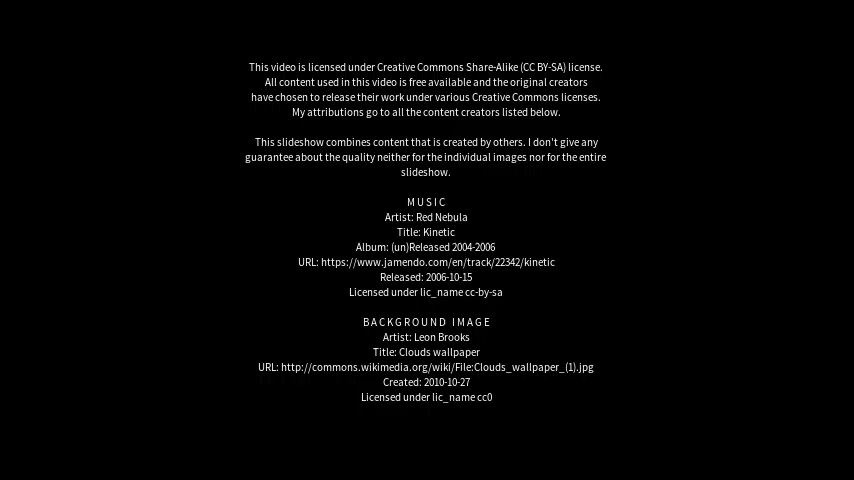 This video is licensed under Creative Commons Share-Alike (CC BY-SA) license.
All content used in this video is free available and the original creators
have chosen to release their work under various Creative Commons licenses.
My attributions go to all the content creators listed below.
This slideshow combines content that is created by others. I don't give any
guarantee about the quality neither for the individual images nor for the entire
slideshow.
MUSIC
Artist: Red Nebula
Title: Kinetic
Album: (un)Released 2004-2006
URL: https://www.jamendo.com/en/track/22342/kinetic
Released: 2006-10-15
Licensed under lic_name cc-by-sa
BACKGROUND IMAGE
Artist: Leon Brooks
Title: Clouds wallpaper
URL: http://commons.wikimedia.org/wiki/File:Clouds_wallpaper_(1).jpg
Created: 2010-10-27
Licensed under lic_name cc0